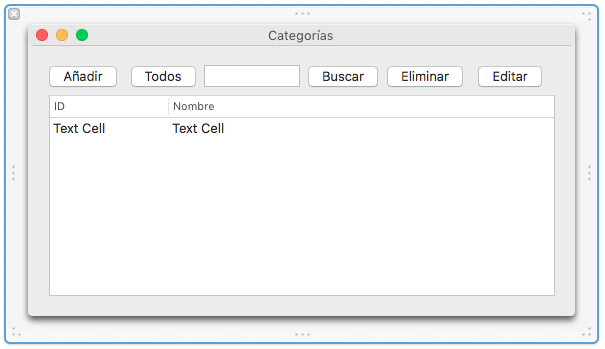 Categorías
Añadir Todos Buscar Eliminar Editar
ID Nombre
Text Cell Text Cell